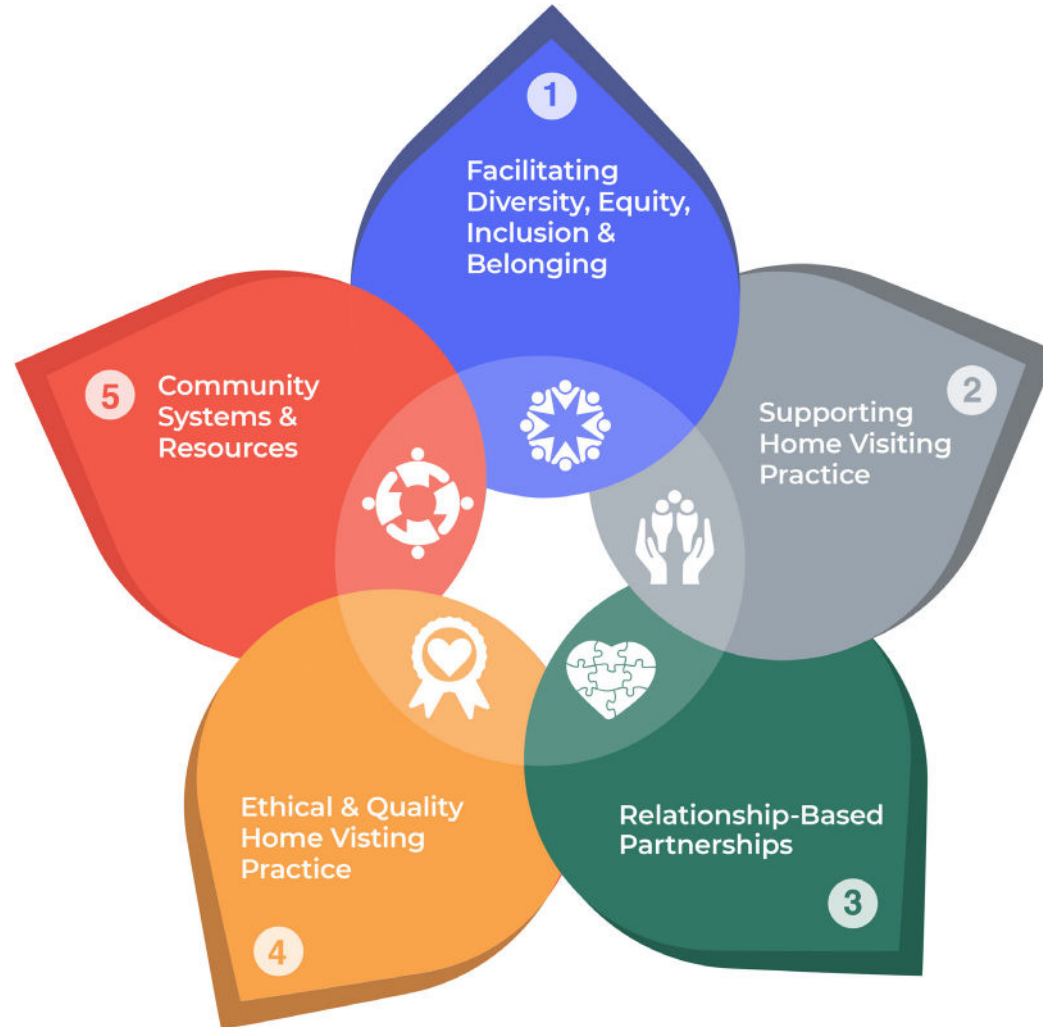 1
Facilitating
Diversity, Equity,
Inclusion &
Belonging
2
Supporting
Home Visiting
Practice
Relationship-Based
Partnerships
3
Ethical & Quality
Home Visting
Practice
4
5
Community
Systems &
Resources